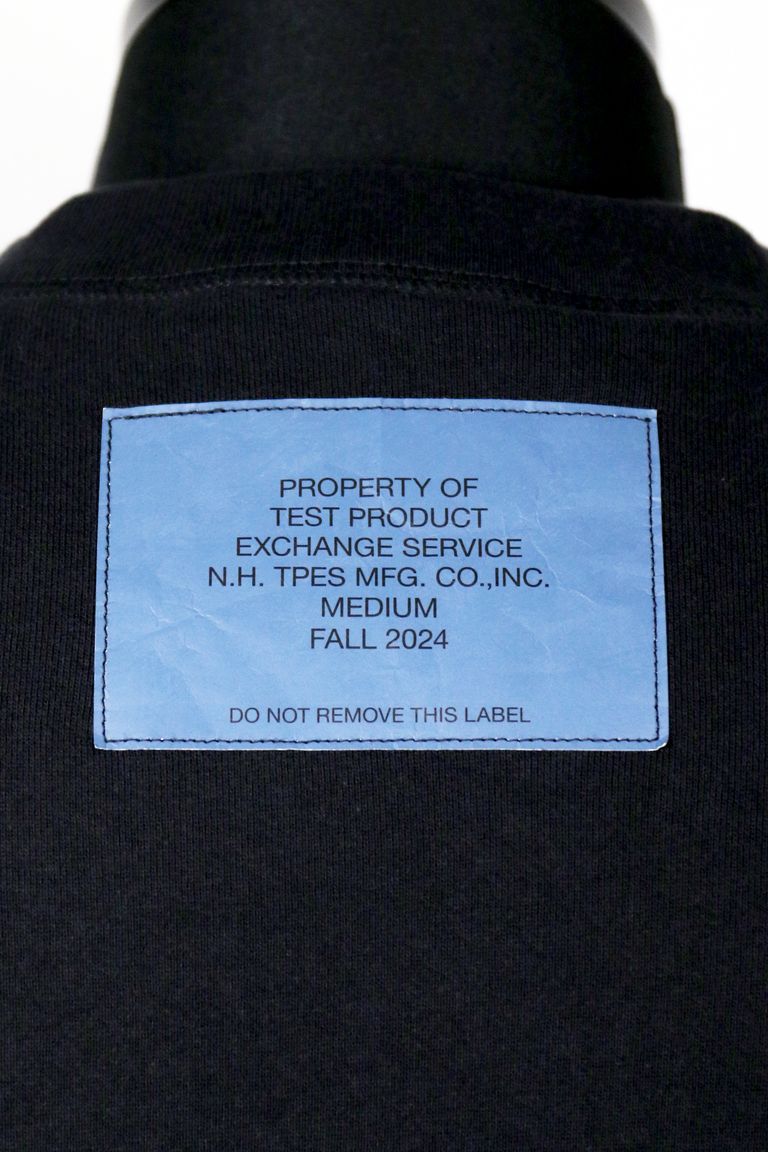 PROPERTY OF
TEST PRODUCT
EXCHANGE SERVICE
N.H. TPES MFG. CO.,INC.
MEDIUM
FALL 2024
DO NOT REMOVE THIS LABEL